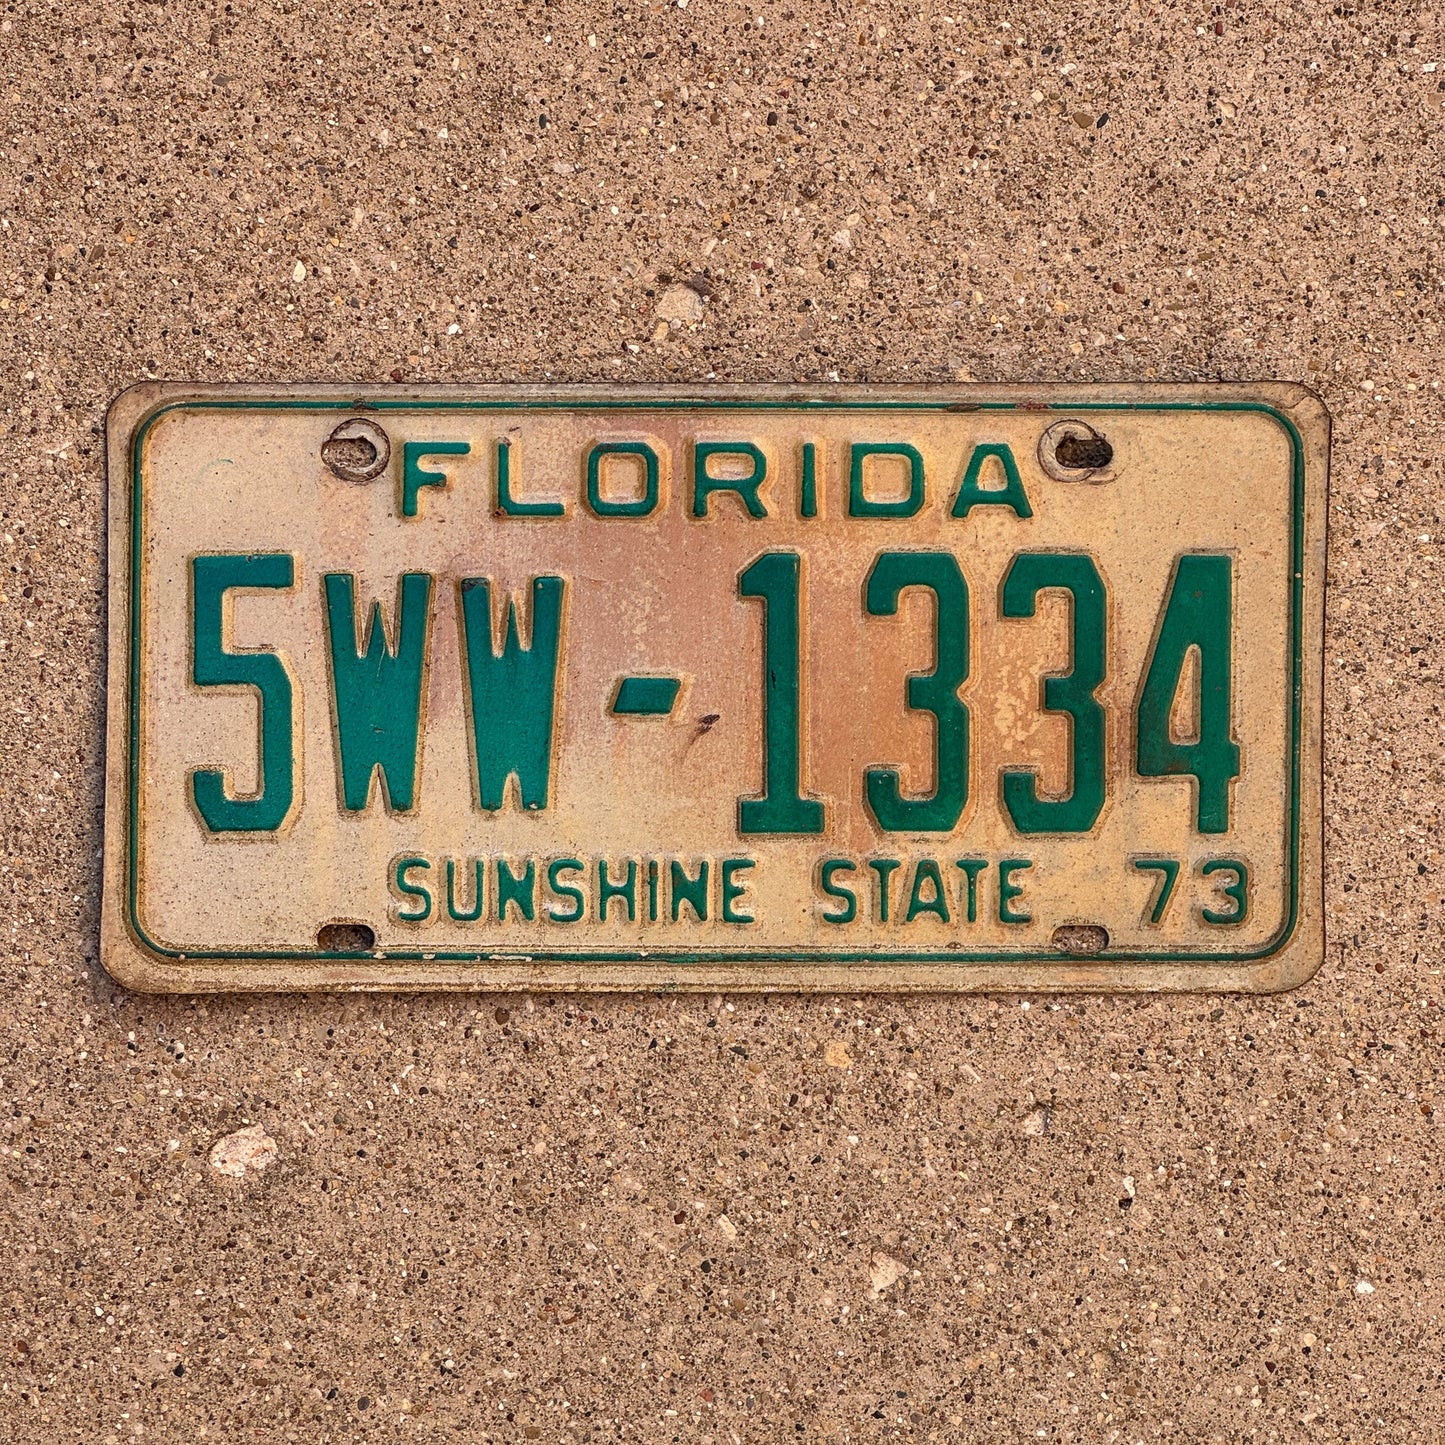 FLORIDA
5WW-1334
SUNSHINE STATE 73